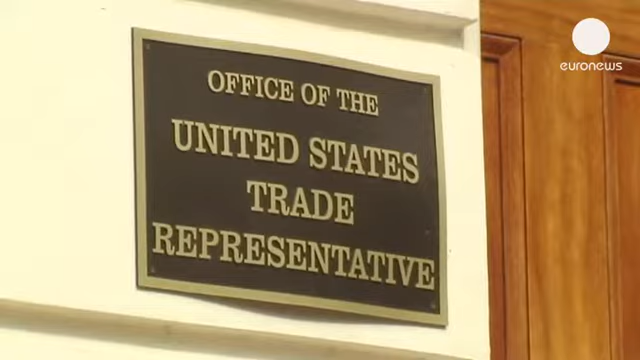 OFFICE OF THE
UNITED STATES
TRADE
REPRESENTATIVE
euronews